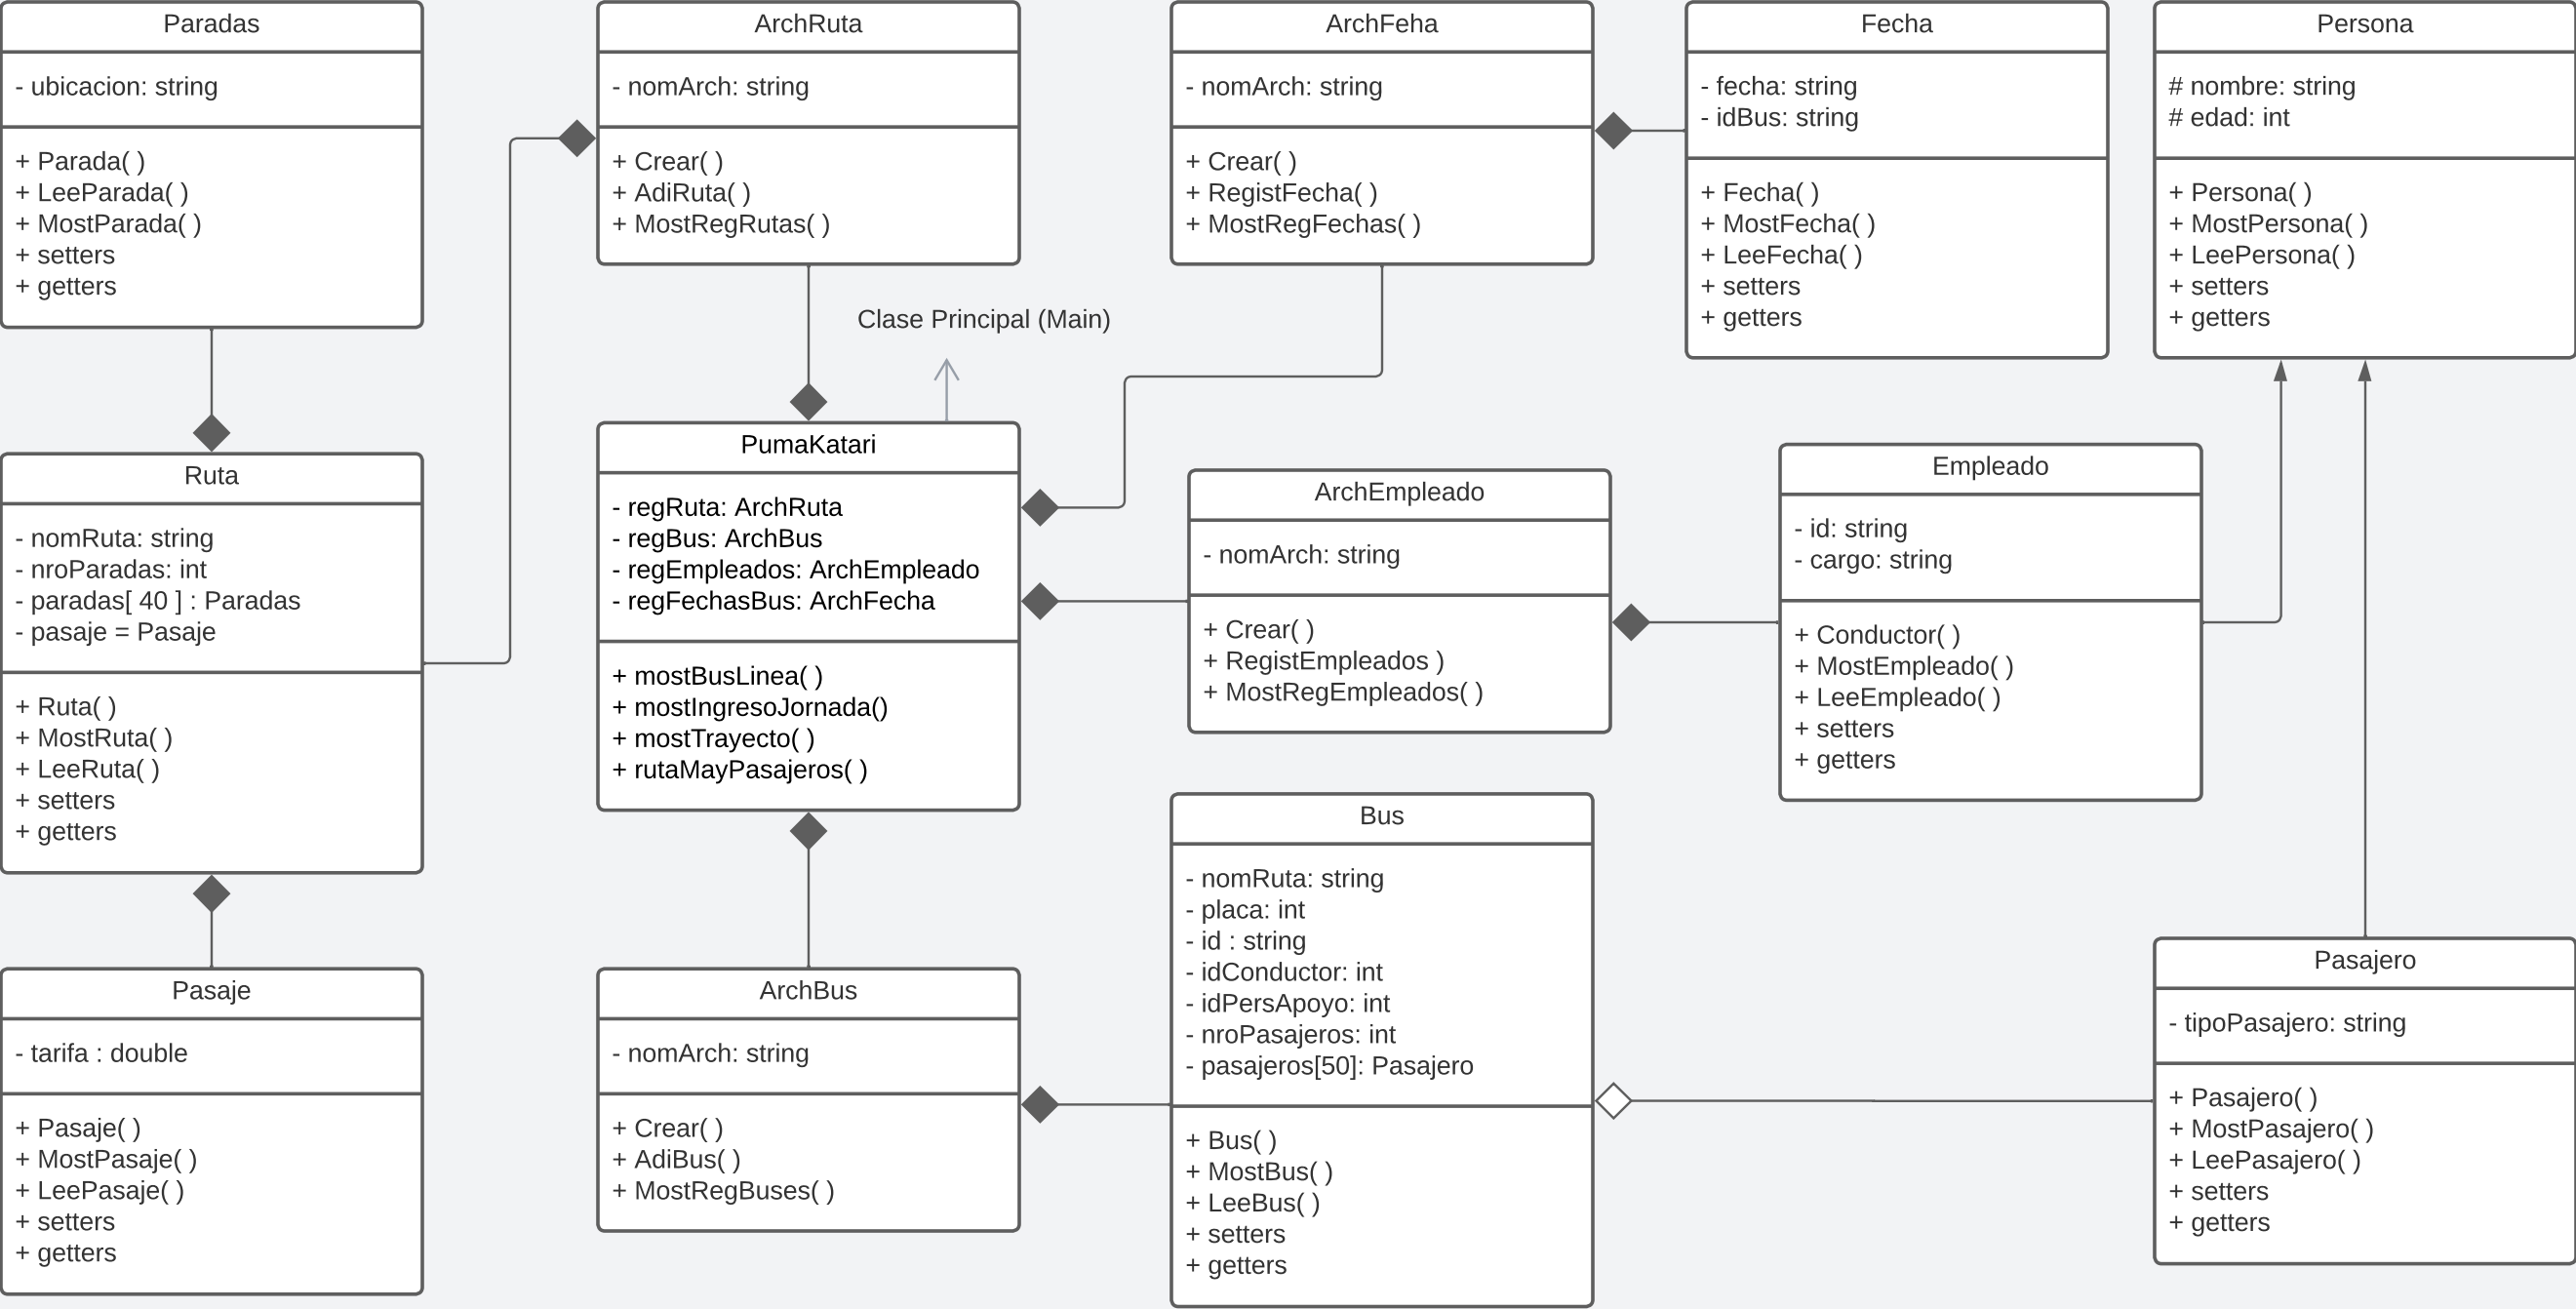 Paradas
- ubicacion: string
+ Parada( )
+ LeeParada( )
+ MostParada( )
+ setters
+ getters
ArchRuta
- nomArch: string
+ Crear( )
+ AdiRuta( )
+ MostRegRutas( )
ArchFeha
- nomArch: string
+ Crear( )
+ RegistFecha( )
+ MostRegFechas( )
Fecha
- fecha: string
- idBus: string
+ Fecha( )
+ MostFecha( )
+ LeeFecha( )
+ setters
+ getters
Persona
# nombre: string
# edad: int
+ Persona( )
+ MostPersona( )
+ LeePersona( )
+ setters
+ getters
Clase Principal (Main)
Ruta
- nomRuta: string
- nroParadas: int
- paradas[ 40 ] : Paradas
- pasaje = Pasaje
+ Ruta( )
+ MostRuta( )
+ LeeRuta( )
+ setters
+ getters
PumaKatari
- regRuta: ArchRuta
- regBus: ArchBus
- regEmpleados: ArchEmpleado
- regFechasBus: ArchFecha
+ mostBusLinea( )
+ mostIngresoJornada()
+ mostTrayecto( )
+ rutaMayPasajeros( )
ArchEmpleado
- nomArch: string
+ Crear( )
+ RegistEmpleados )
+ MostRegEmpleados( )
Empleado
- id: string
- cargo: string
+ Conductor( )
+ MostEmpleado( )
+ LeeEmpleado( )
+ setters
+ getters
Pasaje
- tarifa : double
+ Pasaje( )
+ MostPasaje( )
+ LeePasaje( )
+ setters
+ getters
ArchBus
- nomArch: string
+ Crear( )
+ AdiBus( )
+ MostRegBuses( )
Bus
- nomRuta: string
- placa: int
- id : string
- idConductor: int
- idPersApoyo: int
- nroPasajeros: int
- pasajeros[50]: Pasajero
+ Bus( )
+ MostBus( )
+ LeeBus( )
+ setters
+ getters
Pasajero
- tipoPasajero: string
+ Pasajero( )
+ MostPasajero( )
+ LeePasajero( )
+ setters
+ getters